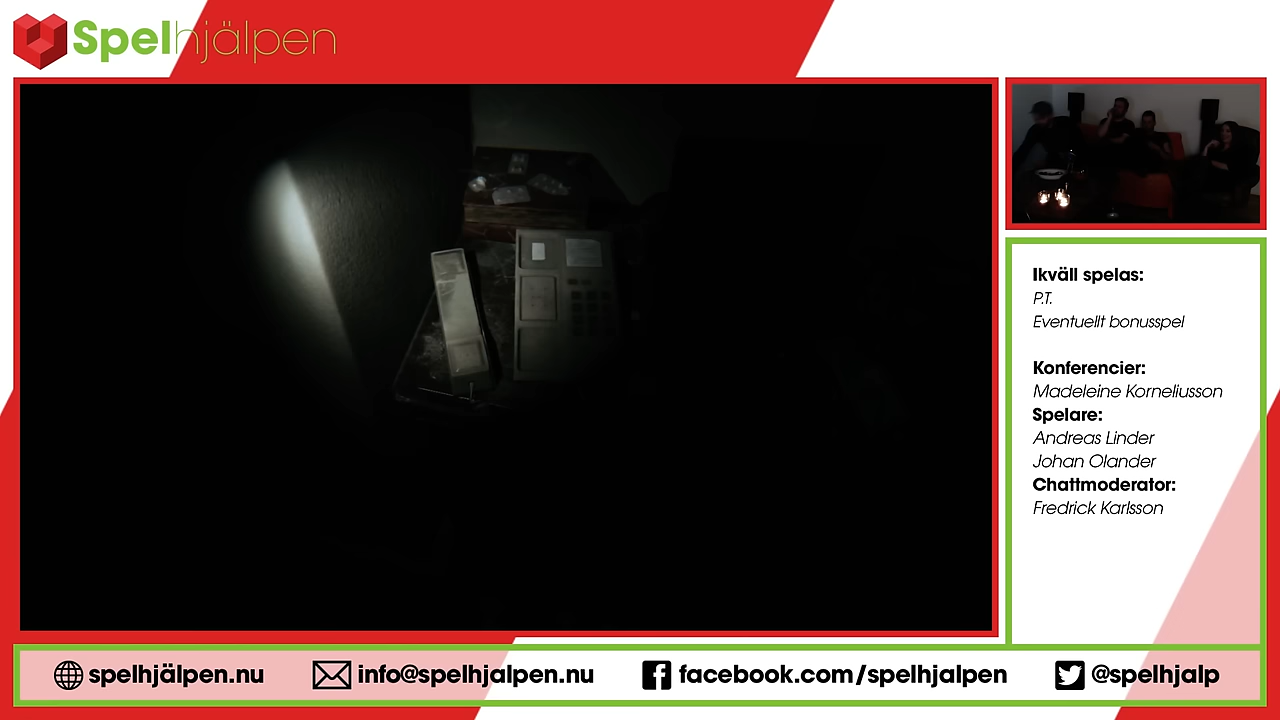 Spelhjälpen
Ikväll spelas:
P.T.
Eventuellt bonusspel
Konferencier:
Madeleine Korneliusson
Spelare:
Andreas Linder
Johan Olander
Chattmoderator:
Fredrick Karlsson
spelhjälpen.nu
info@spelhjalpen.nu
facebook.com/spelhjalpen
@spelhjalp